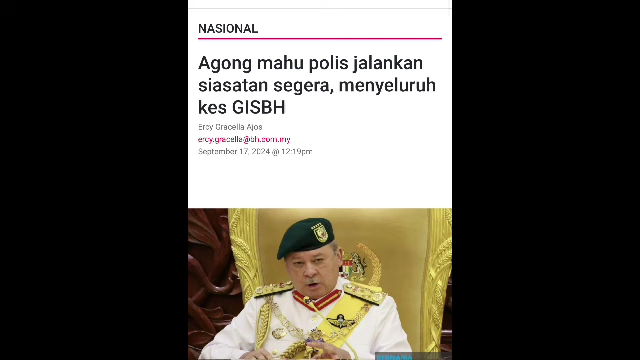 NASIONAL
Agong mahu polis jalankan
siasatan segera, menyeluruh
kes GISBH
Ercy Gracella Ajos
ercy.gracella@bh.com.my
September 17, 2024 @ 12:19pm